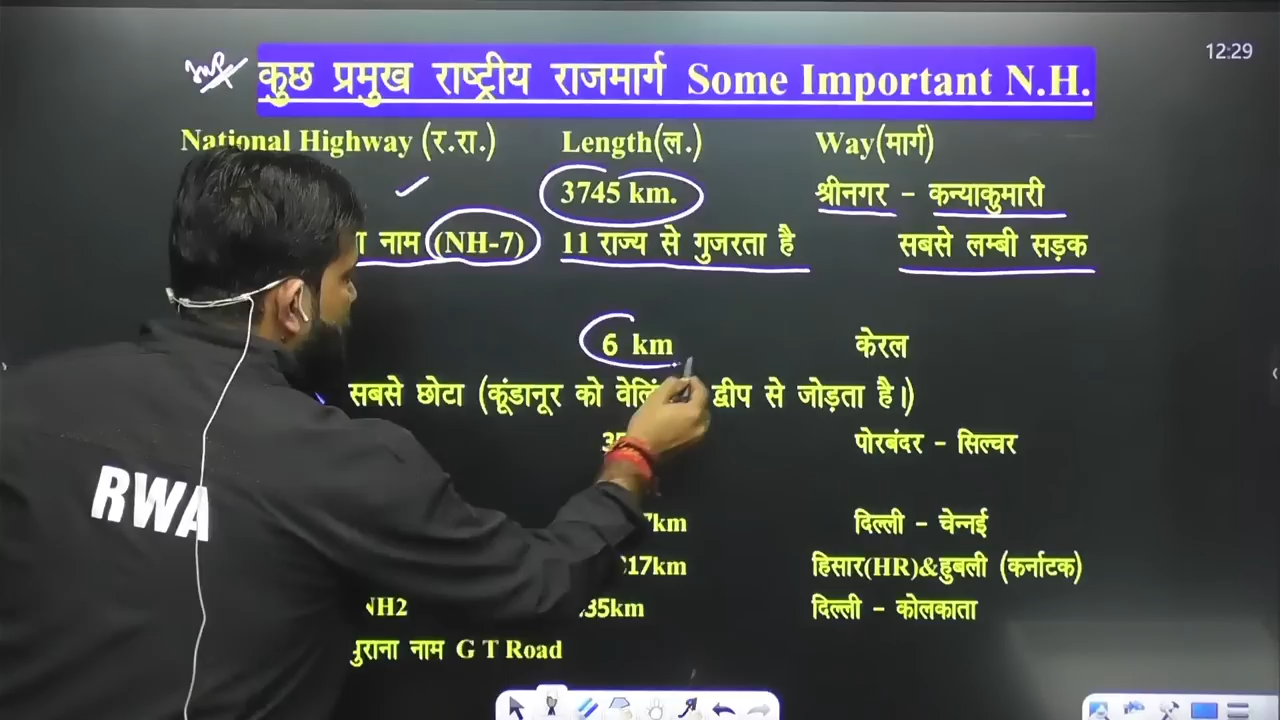 12:29
Imp कुछ प्रमुख राष्ट्रीय राजमार्ग Some Important N.H.
National Highway (र.रा.) Length(ल.) Way(मार्ग)
3745 km. श्रीनगर - कन्याकुमारी
नाम (NH-7) 11 राज्य से गुजरता है सबसे लम्बी सड़क
6 km केरल
सबसे छोटा (कूंडानूर को द्वीप से जोड़ता है।)
पोरबंदर - सिल्चर
7km दिल्ली - चेन्नई
17km हिसार(HR)&हुबली (कर्नाटक)
NH2 35km दिल्ली - कोलकाता
पुराना नाम G T Road
RWA